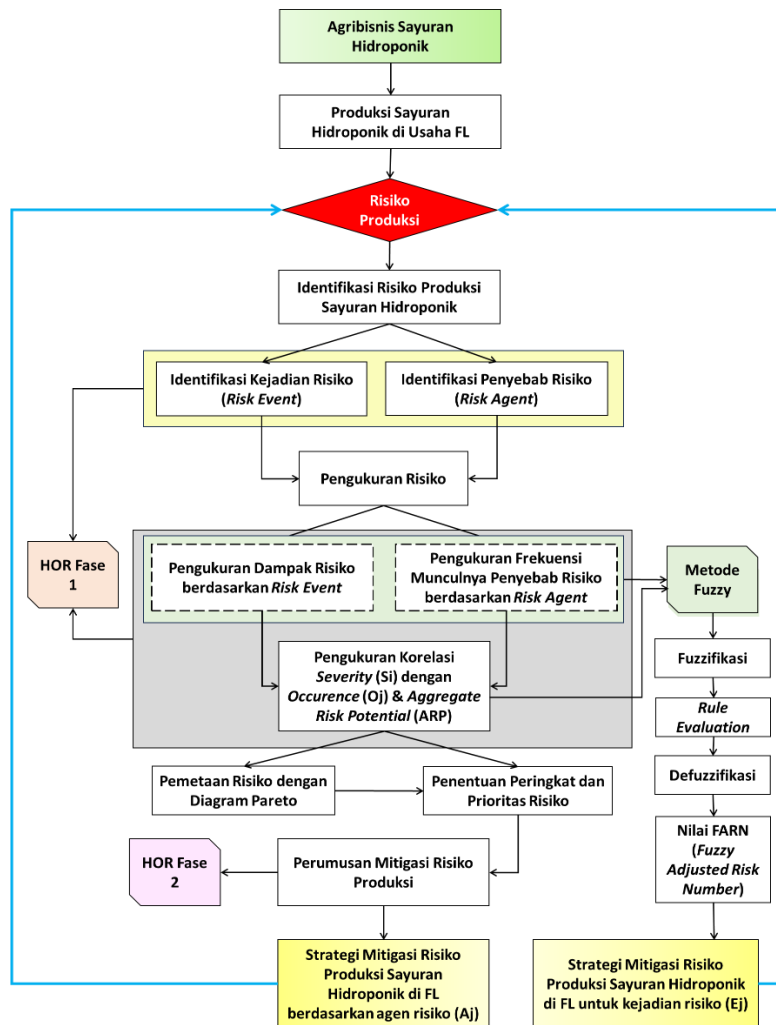 Agribisnis Sayuran
Hidroponik
Produksi Sayuran
Hidroponik di Usaha FL
Risiko
Produksi
Identifikasi Risiko Produksi
Sayuran Hidroponik
Identifikasi Kejadian Risiko
(Risk Event)
Identifikasi Penyebab Risiko
(Risk Agent)
Pengukuran Risiko
HOR Fase
1
Pengukuran Dampak Risiko
berdasarkan Risk Event
Pengukuran Frekuensi
Munculnya Penyebab Risiko
berdasarkan Risk Agent
Metode
Fuzzy
Pengukuran Korelasi
Severity (Si) dengan
Occurence (Oj) & Aggregate
Risk Potential (ARP)
Fuzzifikasi
Rule
Evaluation
Pemetaan Risiko dengan
Diagram Pareto
Penentuan Peringkat dan
Prioritas Risiko
Defuzzifikasi
HOR Fase
2
Perumusan Mitigasi Risiko
Produksi
Nilai FARN
(Fuzzy
Adjusted Risk
Number)
Strategi Mitigasi Risiko
Produksi Sayuran
Hidroponik di FL
berdasarkan agen risiko (Aj)
Strategi Mitigasi Risiko
Produksi Sayuran Hidroponik
di FL untuk kejadian risiko (Ej)